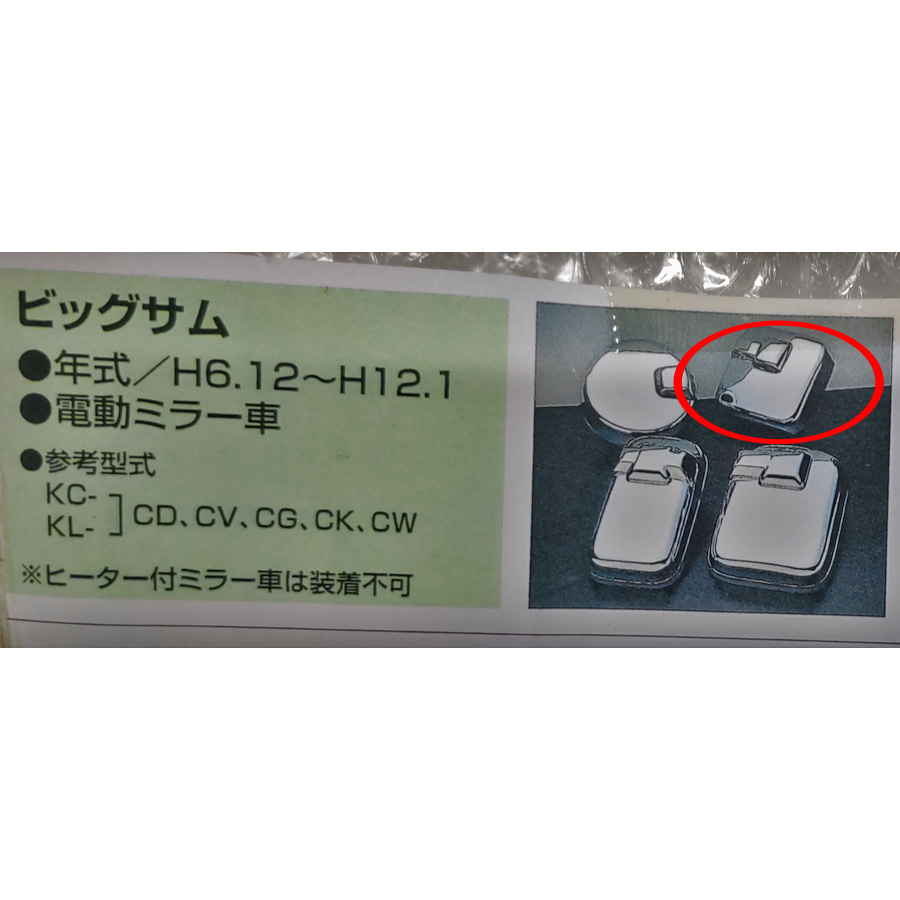 ビッグサム
●年式／H6.12～H12.1
●電動ミラー車
●参考型式
KC-
KL- ］CD、CV、CG、CK、CW
※ヒーター付ミラー車は装着不可